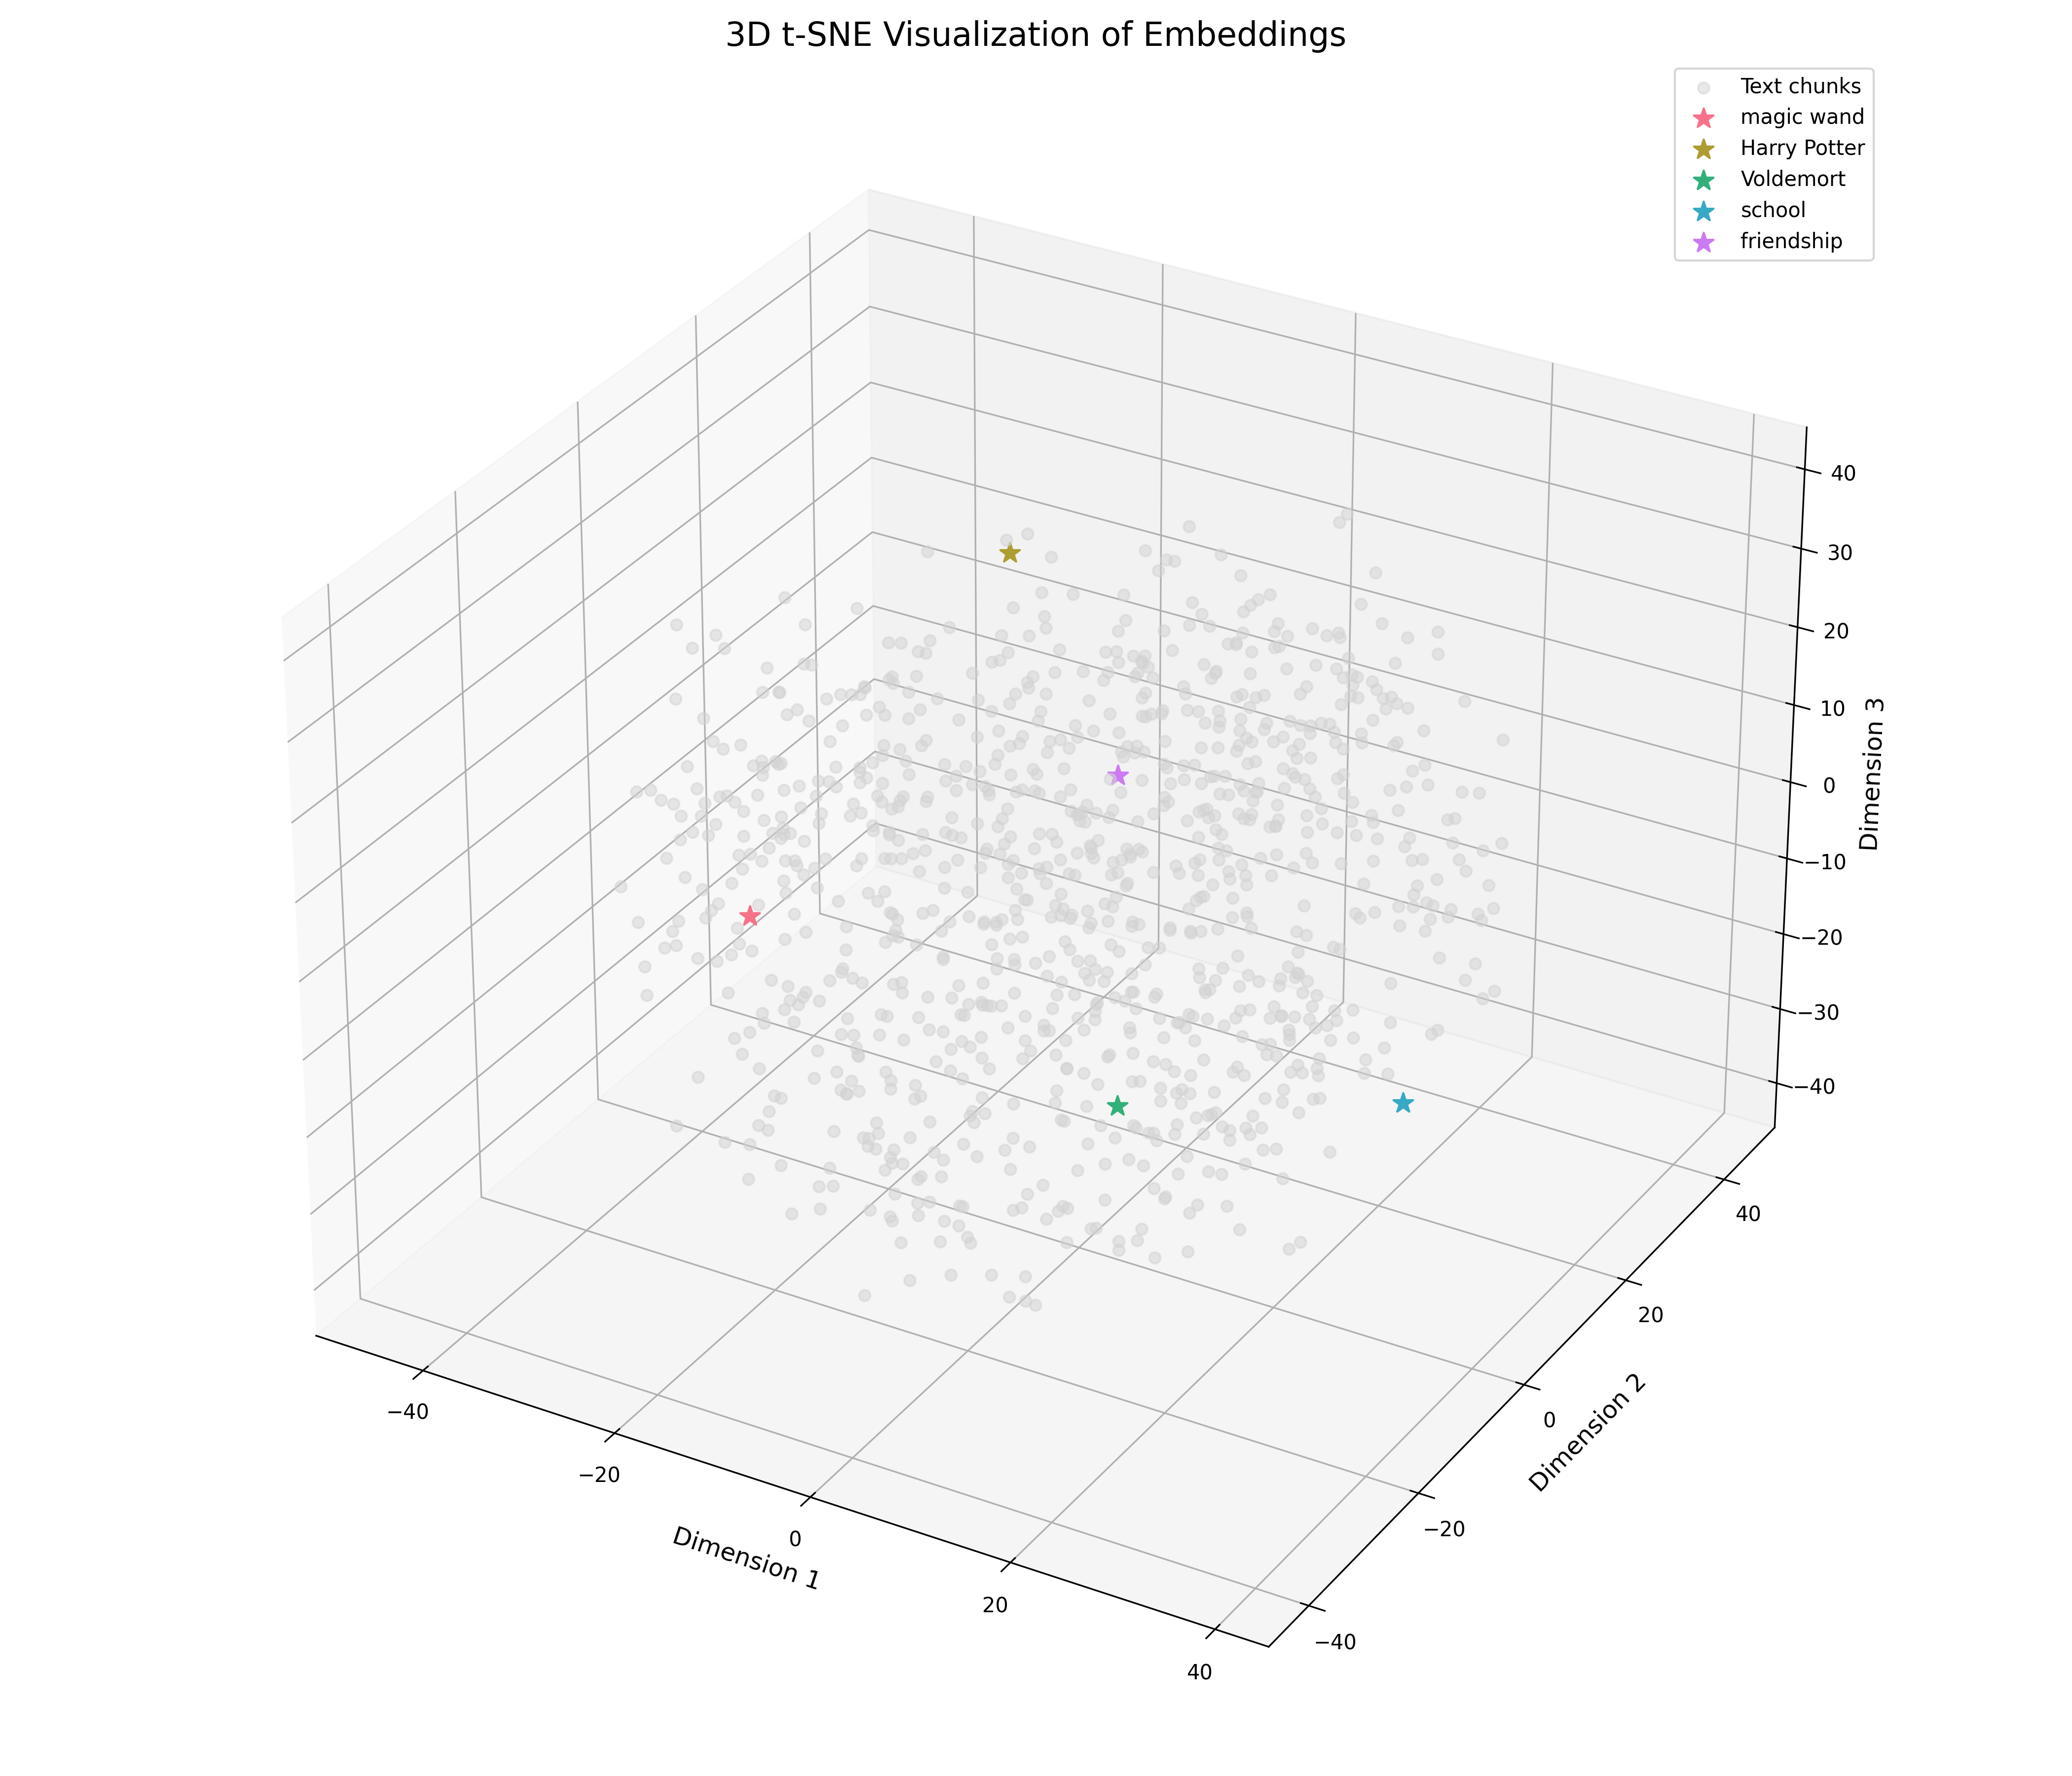 3D t-SNE Visualization of Embeddings
Text chunks
magic wand
Harry Potter
Voldemort
school
friendship
40
30
20
10
0
−10
−20
−30
−40
Dimension 3
40
20
0
−20
−40
Dimension 2
−40
−20
0
20
40
Dimension 1